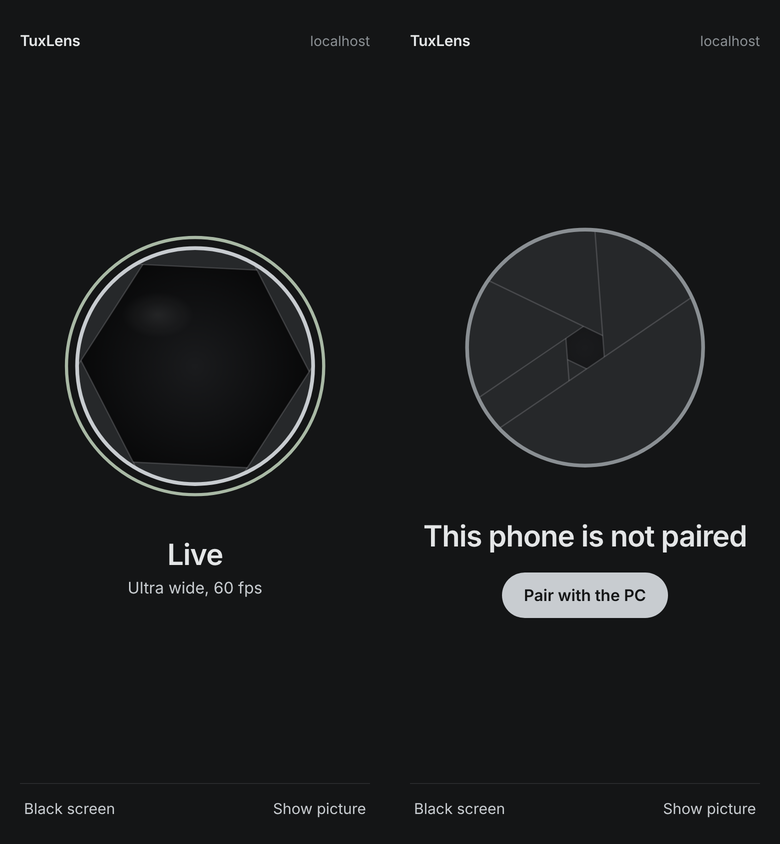 TuxLens
localhost
Live
Ultra wide, 60 fps
Black screen
Show picture
TuxLens
localhost
This phone is not paired
Pair with the PC
Black screen
Show picture